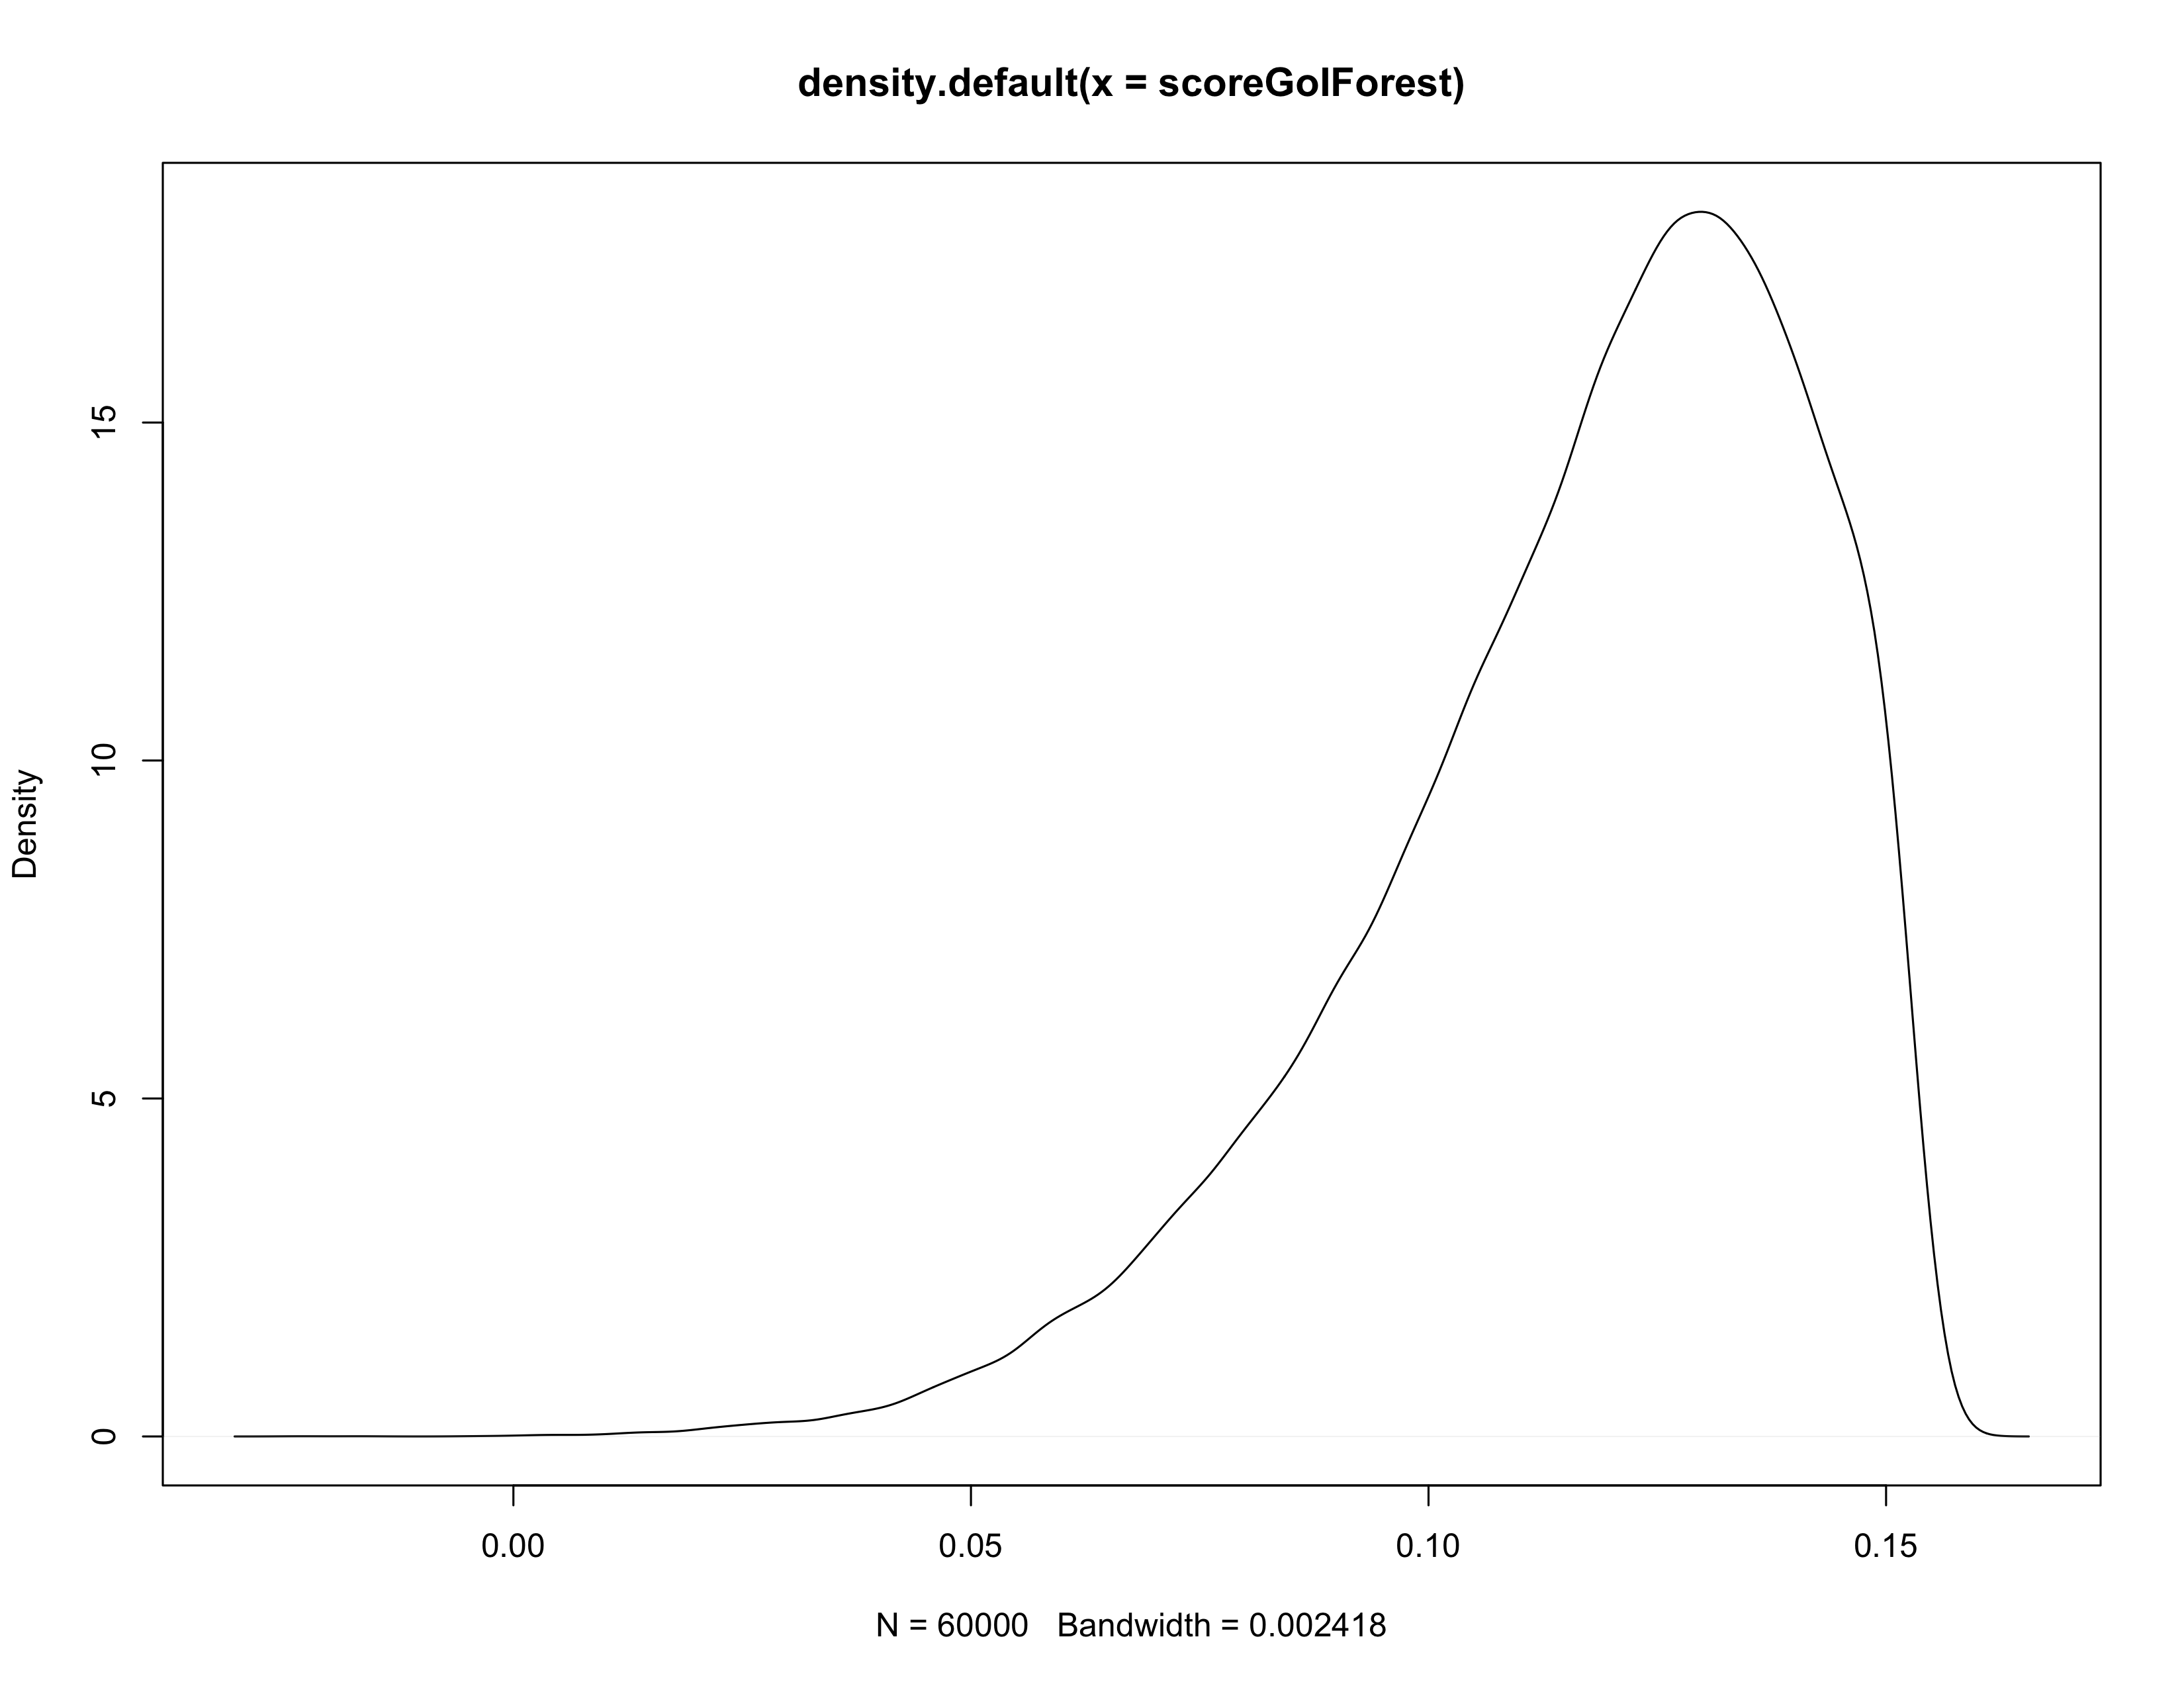 density.default(x = scoreGolForest)
Density
15
10
5
0
0.00 0.05 0.10 0.15
N = 60000 Bandwidth = 0.002418